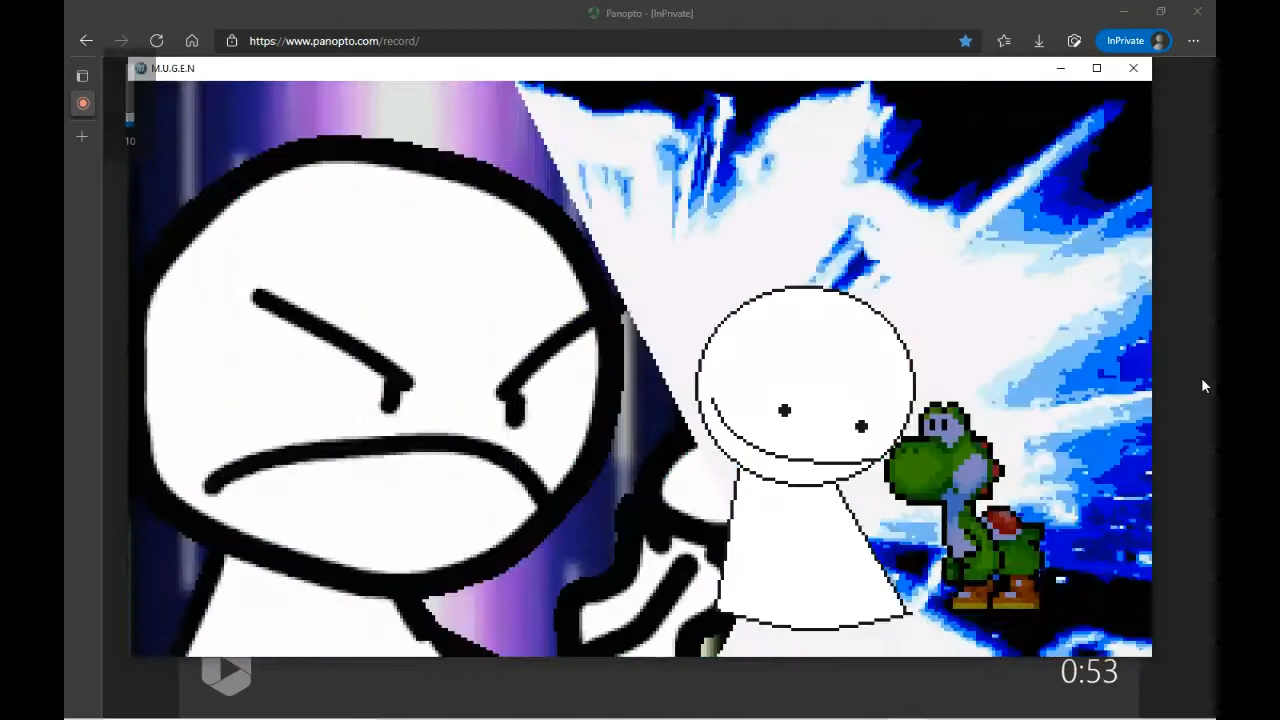 Panopto - [InPrivate]
https://www.panopto.com/record/
InPrivate
M.U.G.E.N
10
0:53